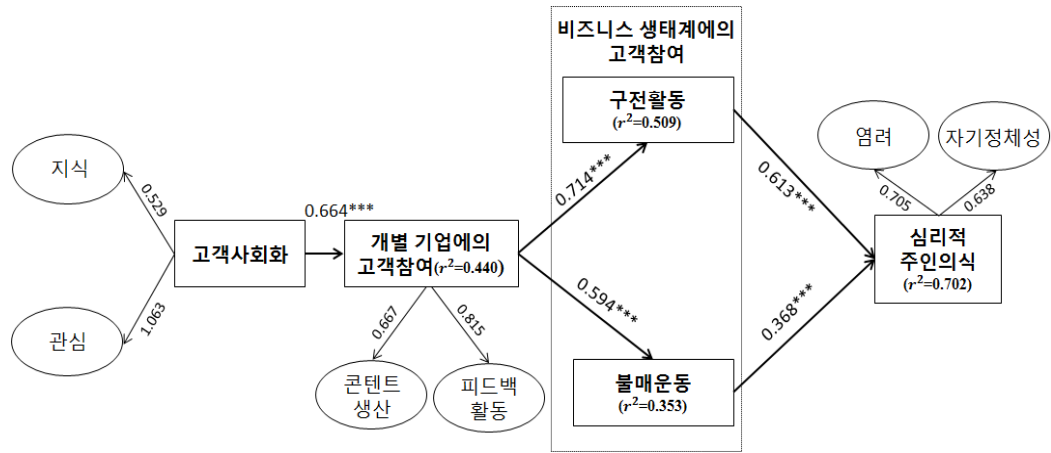 비즈니스 생태계에의
고객참여
구전활동
(r²=0.509)
염려
자기정체성
지식
0.529
0.714***
0.613***
0.705
0.638
0.664***
고객사회화
개별 기업에의
고객참여(r²=0.440)
심리적
주인의식
(r²=0.702)
관심
1.063
0.667
0.815
0.594***
0.368***
콘텐트
생산
피드백
활동
불매운동
(r²=0.353)